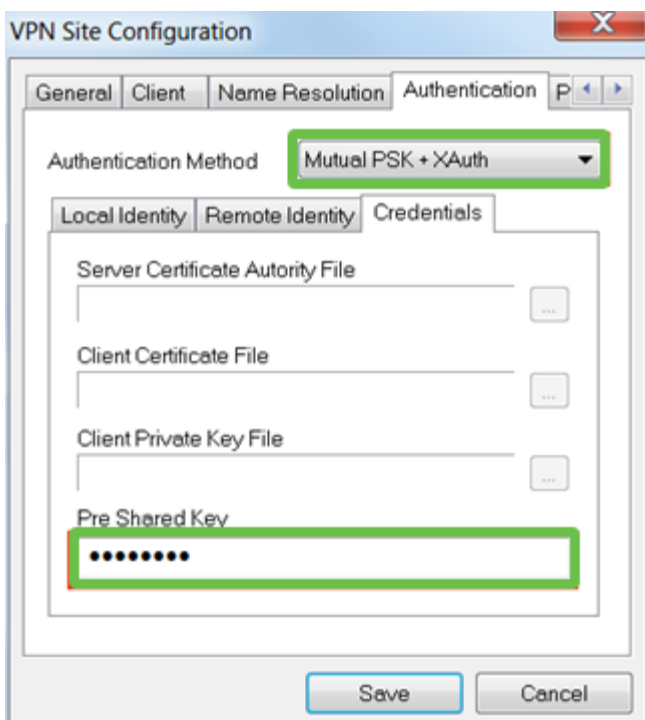 VPN Site Configuration
General Client Name Resolution Authentication P
Authentication Method Mutual PSK + XAuth
Local Identity Remote Identity Credentials
Server Certificate Autority File
...
Client Certificate File
...
Client Private Key File
...
Pre Shared Key
••••••••
Save Cancel